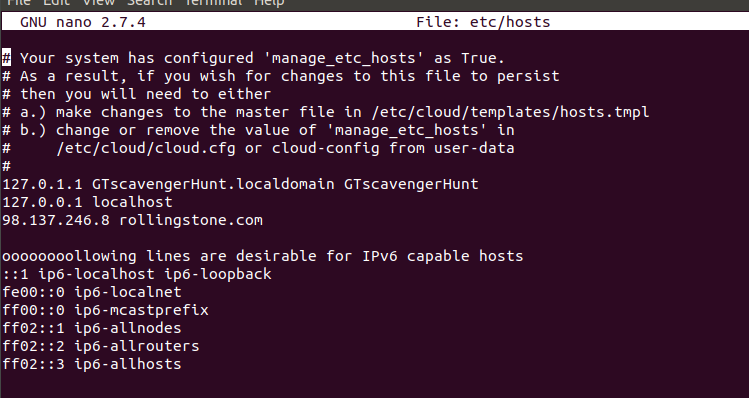 File Edit View Search Terminal Help
GNU nano 2.7.4 File: etc/hosts
# Your system has configured 'manage_etc_hosts' as True.
# As a result, if you wish for changes to this file to persist
# then you will need to either
# a.) make changes to the master file in /etc/cloud/templates/hosts.tmpl
# b.) change or remove the value of 'manage_etc_hosts' in
#     /etc/cloud/cloud.cfg or cloud-config from user-data
#
127.0.1.1 GTscavengerHunt.localdomain GTscavengerHunt
127.0.0.1 localhost
98.137.246.8 rollingstone.com
oooooooollowing lines are desirable for IPv6 capable hosts
::1 ip6-localhost ip6-loopback
fe00::0 ip6-localnet
ff00::0 ip6-mcastprefix
ff02::1 ip6-allnodes
ff02::2 ip6-allrouters
ff02::3 ip6-allhosts